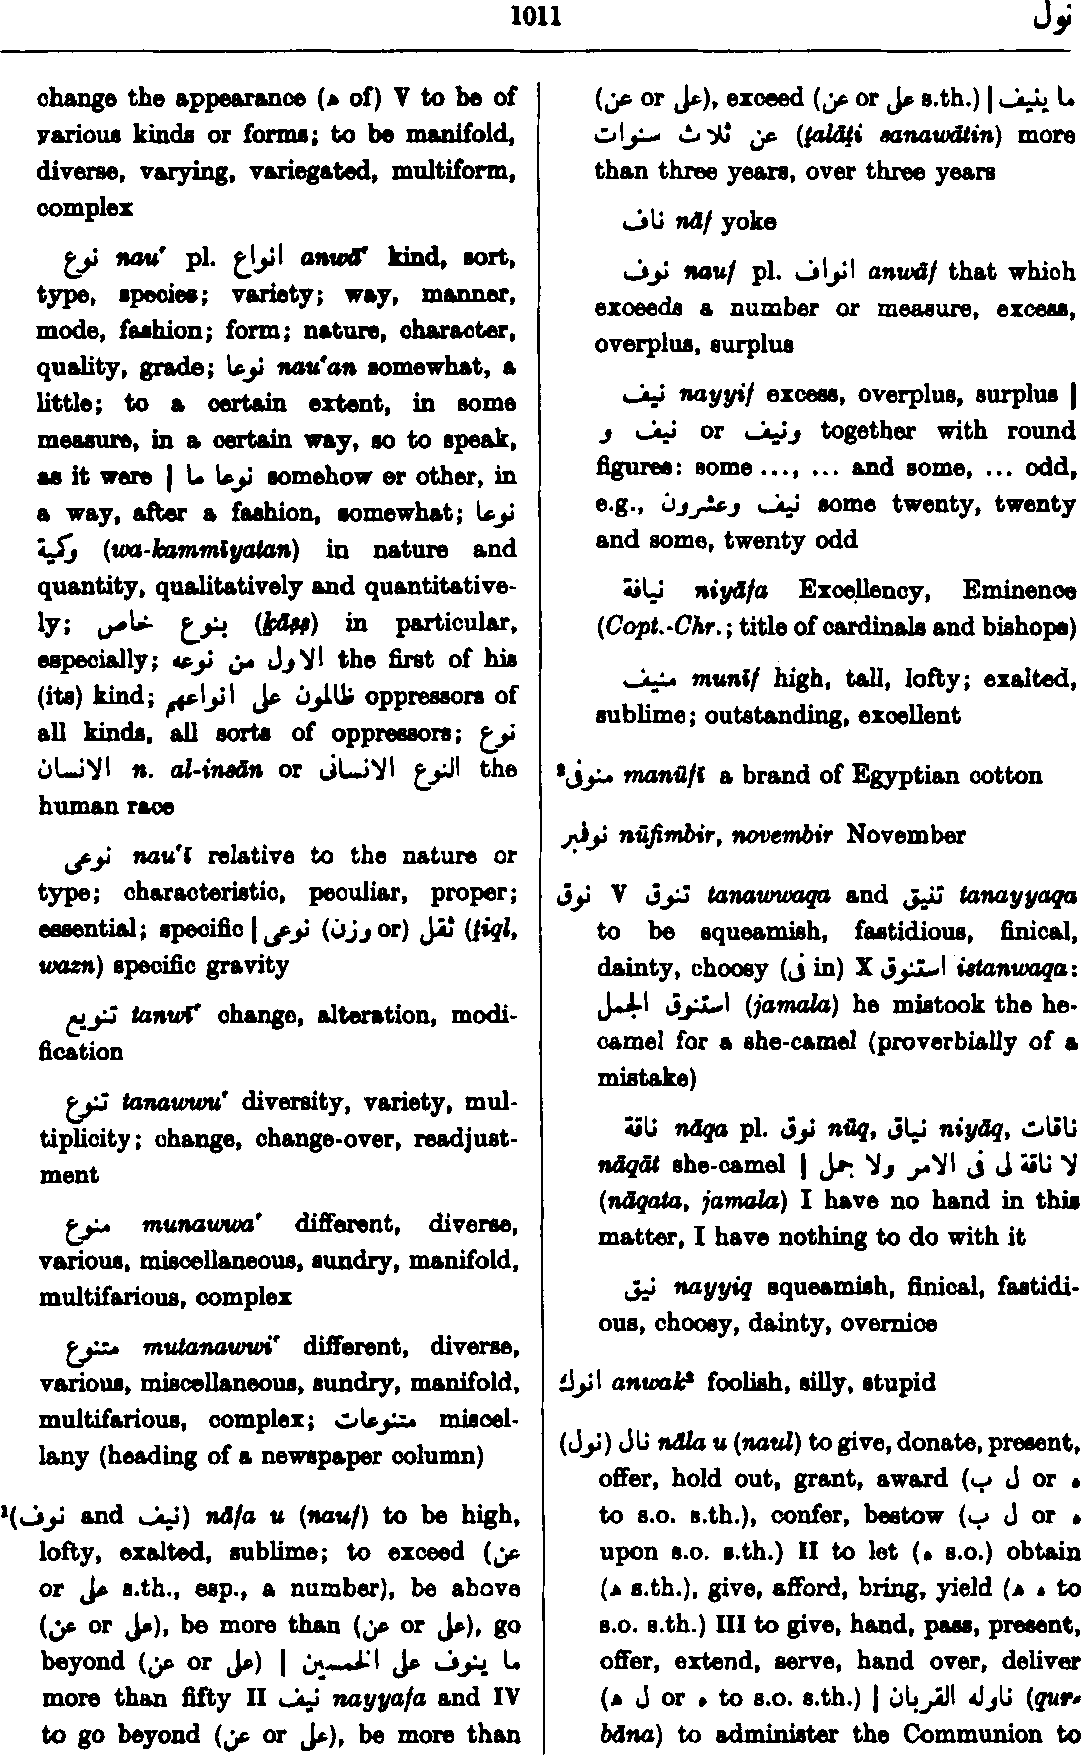 1011
نول
change the appearance (ه of) V to be of
various kinds or forms; to be manifold,
diverse, varying, variegated, multiform,
complex
نوع nau‘ pl. انواع anwā‘ kind, sort,
type, species; variety; way, manner,
mode, fashion; form; nature, character,
quality, grade; نوعا nau‘an somewhat, a
little; to a certain extent, in some
measure, in a certain way, so to speak,
as it were | نوعا ما somehow or other, in
a way, after a fashion, somewhat; نوعا
وكمية (wa-kammīyatan) in nature and
quantity, qualitatively and quantitative-
ly; بنوع خاص (ḵāṣṣ) in particular,
especially; الاول من نوعه the first of his
(its) kind; ظالمون على انواعهم oppressors of
all kinds, all sorts of oppressors; نوع
الانسان n. al-insān or النوع الانسانى the
human race
نوعى nau‘ī relative to the nature or
type; characteristic, peculiar, proper;
essential; specific | ثقل (or وزن) نوعى (ṯiql,
wazn) specific gravity
تنويع tanwī‘ change, alteration, modi-
fication
تنوع tanawwu‘ diversity, variety, mul-
tiplicity; change, change-over, readjust-
ment
منوع munawwa‘ different, diverse,
various, miscellaneous, sundry, manifold,
multifarious, complex
متنوع mutanawwi‘ different, diverse,
various, miscellaneous, sundry, manifold,
multifarious, complex; متنوعات miscel-
lany (heading of a newspaper column)
¹(نوف and نيف) nāfa u (nauf) to be high,
lofty, exalted, sublime; to exceed (عن
or على s.th., esp., a number), be above
(عن or على), be more than (عن or على), go
beyond (عن or على) | ما ينوف على الخمسين
more than fifty II نيف nayyafa and IV
to go beyond (عن or على), be more than
(عن or على), exceed (عن or على s.th.) | ما ينيف
عن ثلاث سنوات (ṯalāṯi sanawātin) more
than three years, over three years
ناف nāf yoke
نوف nauf pl. انواف anwāf that which
exceeds a number or measure, excess,
overplus, surplus
نيف nayyif excess, overplus, surplus |
نيف و or ونيف together with round
figures: some ..., ... and some, ... odd,
e.g., نيف وعشرون some twenty, twenty
and some, twenty odd
نيافة niyāfa Excellency, Eminence
(Copt.-Chr.; title of cardinals and bishops)
منيف munīf high, tall, lofty; exalted,
sublime; outstanding, excellent
²منوفى manūfī a brand of Egyptian cotton
نوفمبر nūfimbir, novembir November
نوق V تنوق tanawwaqa and تنيق tanayyaqa
to be squeamish, fastidious, finical,
dainty, choosy (فى in) X استنوق istanwaqa:
استنوق الجمل (jamala) he mistook the he-
camel for a she-camel (proverbially of a
mistake)
ناقة nāqa pl. نوق nūq, نياق niyāq, ناقات
nāqāt she-camel | لا ناقة لى فى الامر ولا جمل
(nāqata, jamala) I have no hand in this
matter, I have nothing to do with it
نيق nayyiq squeamish, finical, fastidi-
ous, choosy, dainty, overnice
انوك anwak² foolish, silly, stupid
(نول) نال nāla u (naul) to give, donate, present,
offer, hold out, grant, award (ل ب or ه
to s.o. s.th.), confer, bestow (ل ب or ه
upon s.o. s.th.) II to let (ه s.o.) obtain
(ه s.th.), give, afford, bring, yield (ه ه to
s.o. s.th.) III to give, hand, pass, present,
offer, extend, serve, hand over, deliver
(ه ل or ه to s.o. s.th.) | ناوله القربان (qur-
bāna) to administer the Communion to